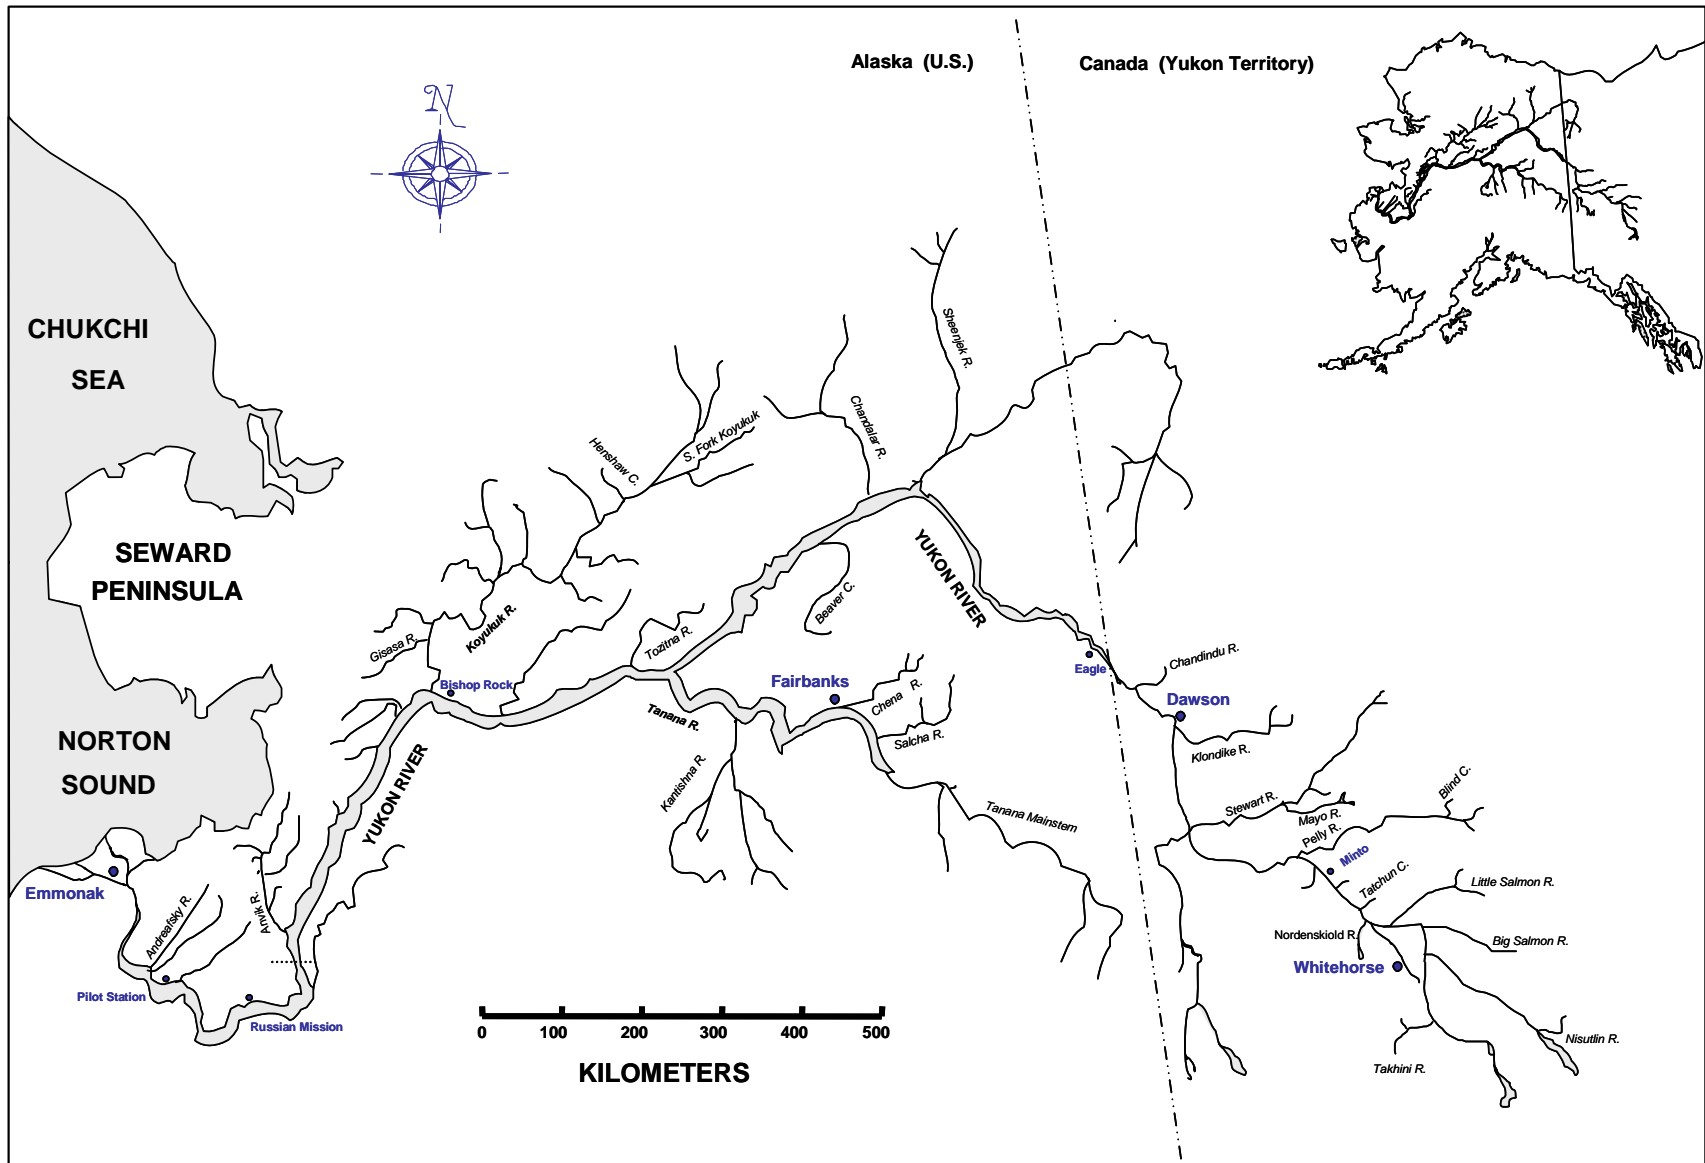 Alaska (U.S.)
Canada (Yukon Territory)
N
CHUKCHI
SEA
SEWARD
PENINSULA
NORTON
SOUND
Sheenjek R.
Chandalar R.
S. Fork Koyukuk
Henshaw C.
Koyukuk R.
Gisasa R.
Bishop Rock
Tozitna R.
Beaver C.
YUKON RIVER
Eagle
Chandindu R.
Dawson
Klondike R.
Fairbanks
Chena R.
Salcha R.
Tanana R.
Kantishna R.
Tanana Mainstem
Stewart R.
Mayo R.
Pelly R.
Blind C.
Minto
Tatchun C.
Little Salmon R.
Nordenskiold R.
Big Salmon R.
Whitehorse
Nisutlin R.
Takhini R.
YUKON RIVER
Emmonak
Andreafsky R.
Anvik R.
Pilot Station
Russian Mission
0 100 200 300 400 500
KILOMETERS